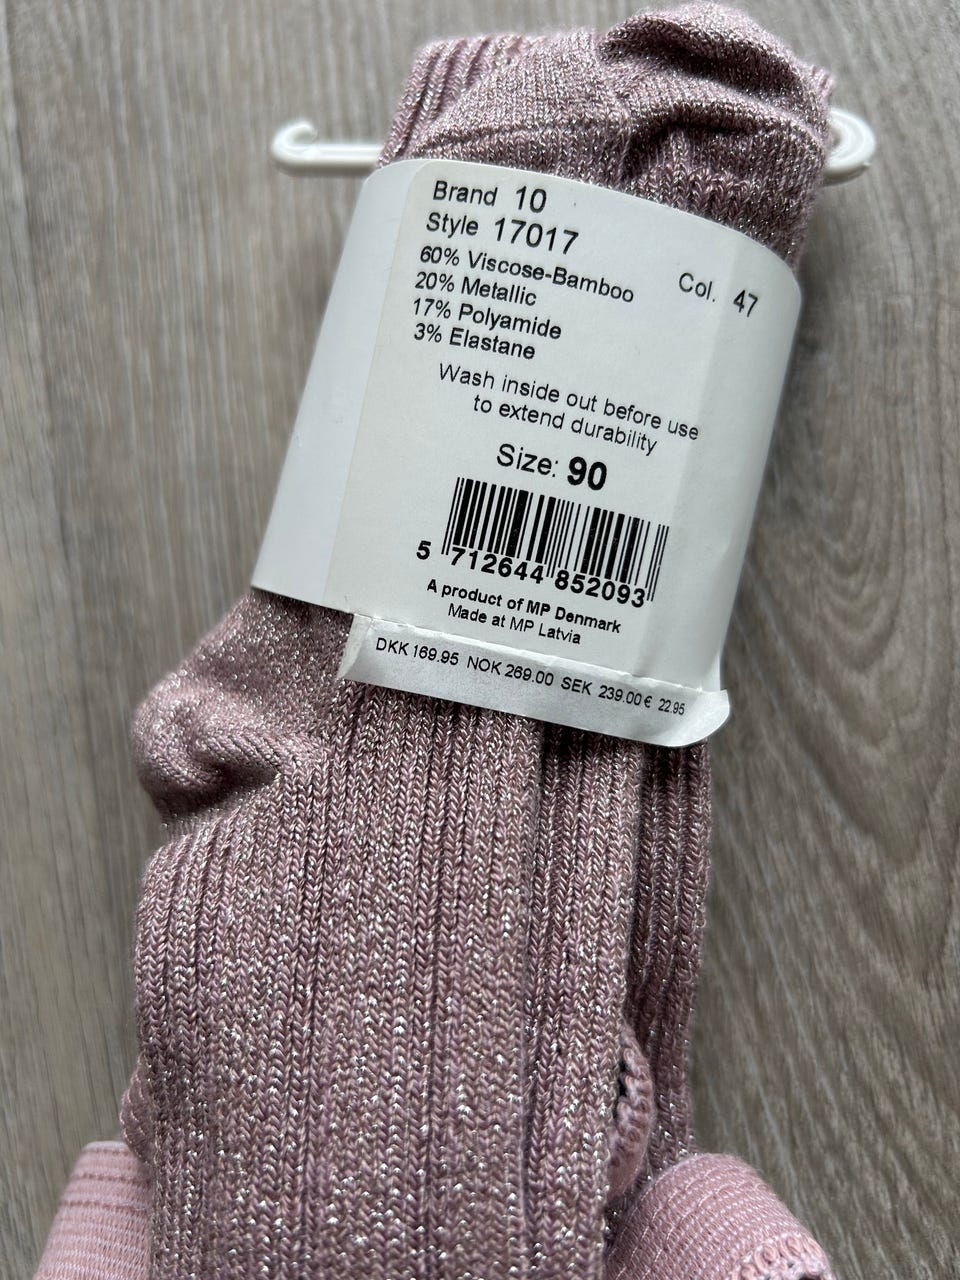 Brand 10
Style 17017
Col. 47
60% Viscose-Bamboo
20% Metallic
17% Polyamide
3% Elastane
Wash inside out before use
to extend durability
Size: 90
5 712644 852093
A product of MP Denmark
Made at MP Latvia
DKK 169.95 NOK 269.00 SEK 239.00 € 22.95